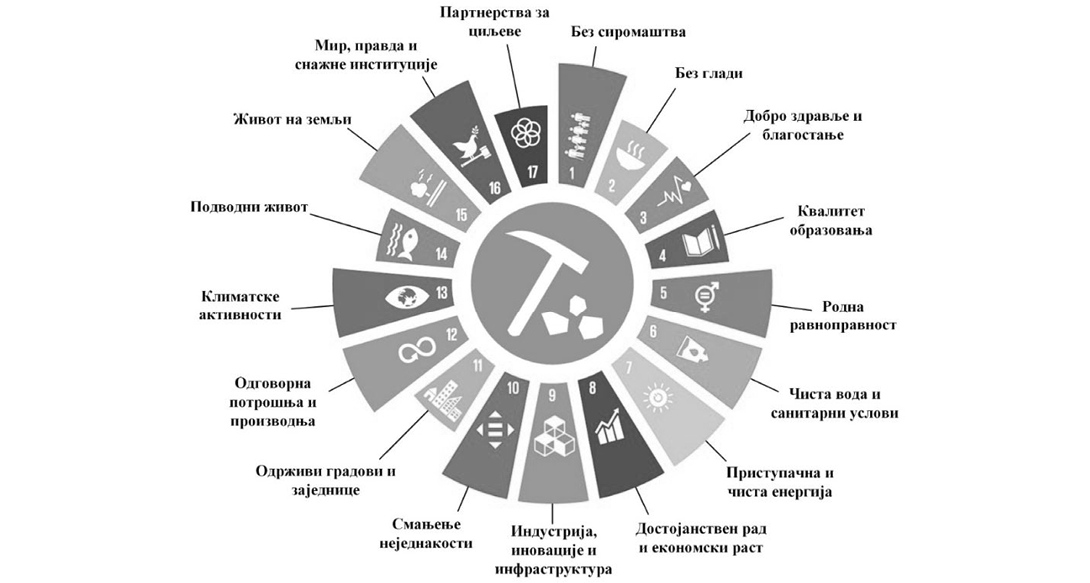 Партнерства за
циљеве
Без сиромаштва
Мир, правда и
снажне институције
Без глади
Живот на земљи
Добро здравље и
благостање
Подводни живот
Квалитет
образовања
Климатске
активности
Родна
равноправност
Одговорна
потрошња и
производња
Чиста вода и
санитарни услови
Одрживи градови и
заједнице
Приступачна и
чиста енергија
Смањење
неједнакости
Индустрија,
иновације и
инфраструктура
Достојанствен рад
и економски раст
1
2
3
4
5
6
7
8
9
10
11
12
13
14
15
16
17